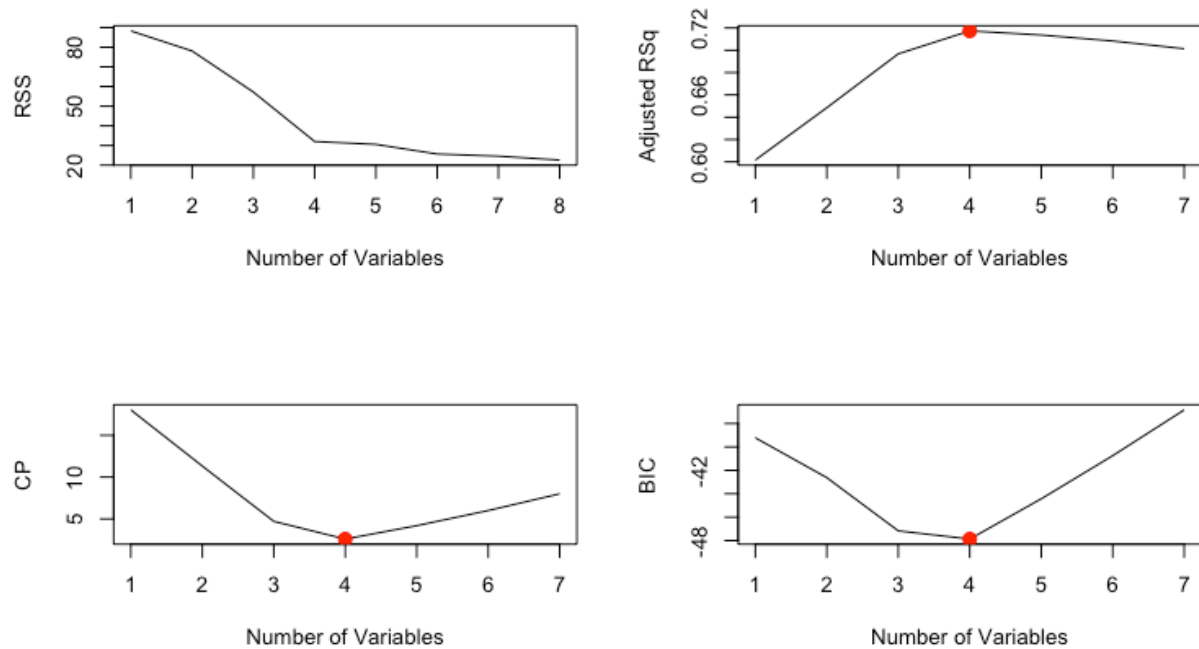 RSS
80
50
20
1 2 3 4 5 6 7 8
Number of Variables
Adjusted RSq
0.72
0.66
0.60
1 2 3 4 5 6 7
Number of Variables
CP
10
5
1 2 3 4 5 6 7
Number of Variables
BIC
-42
-48
1 2 3 4 5 6 7
Number of Variables